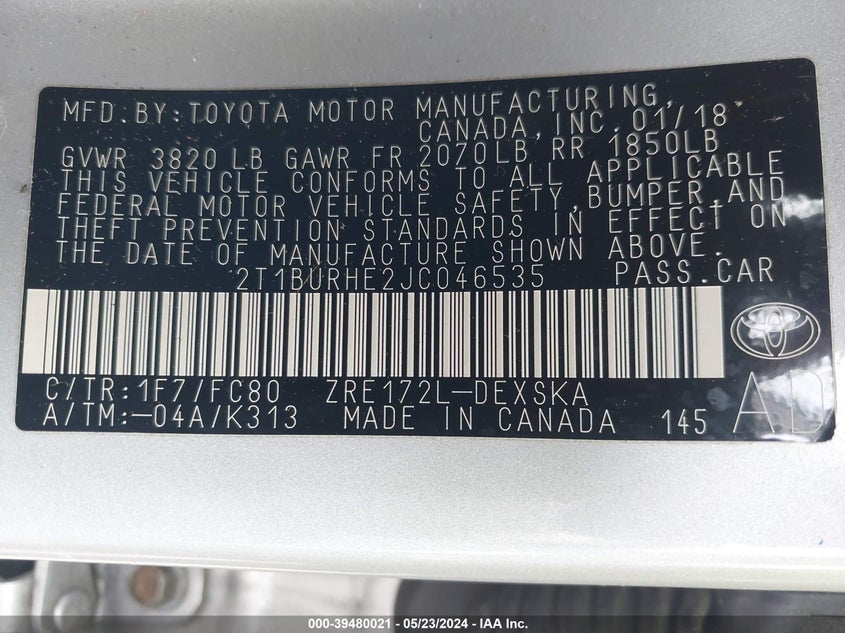 MFD. BY: TOYOTA MOTOR MANUFACTURING,
CANADA, INC. 01/18
GVWR 3820 LB GAWR FR 2070LB RR 1850LB
THIS VEHICLE CONFORMS TO ALL APPLICABLE
FEDERAL MOTOR VEHICLE SAFETY, BUMPER, AND
THEFT PREVENTION STANDARDS IN EFFECT ON
THE DATE OF MANUFACTURE SHOWN ABOVE.
2T1BURHE2JC046535 PASS. CAR
C/TR: 1F7/FC80 ZRE172L-DEXSKA
A/TM:-04A/K313 MADE IN CANADA 145 AD
000-39480021 - 05/23/2024 - IAA Inc.